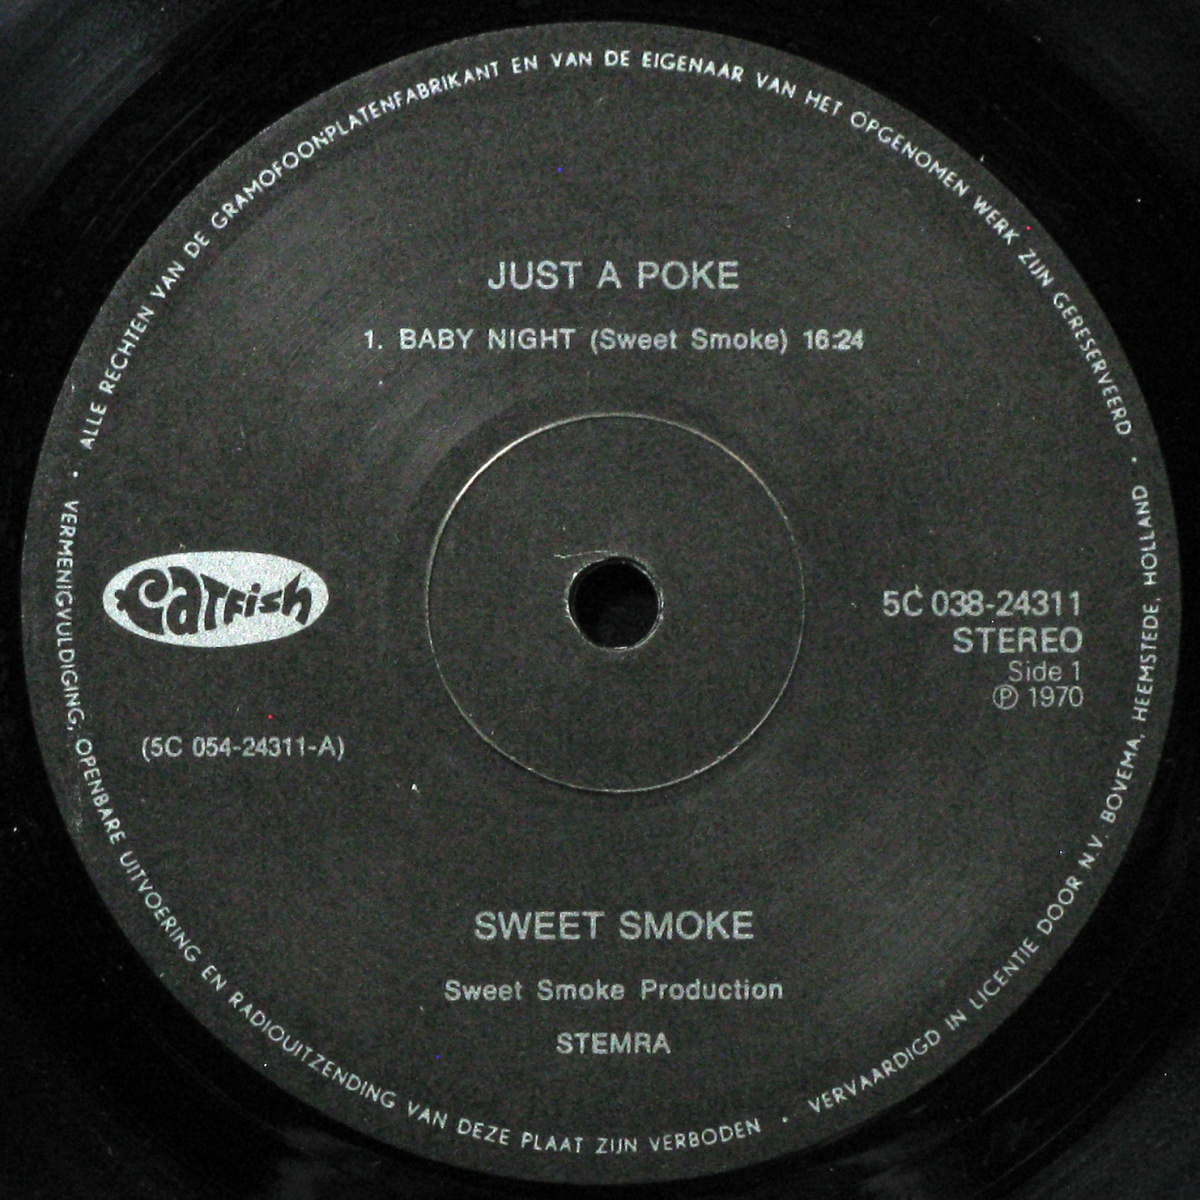 ALLE RECHTEN VAN DE GRAMOFOONPLATENFABRIKANT EN VAN DE EIGENAAR VAN HET OPGENOMEN WERK ZIJN GERESERVEERD ·
JUST A POKE
1. BABY NIGHT (Sweet Smoke) 16:24
Catfish
5C 038-24311
STEREO
Side 1
℗ 1970
(5C 054-24311-A)
SWEET SMOKE
Sweet Smoke Production
STEMRA
· VERMENIGVULDIGING, OPENBARE UITVOERING EN RADIOUITZENDING VAN DEZE PLAAT ZIJN VERBODEN · VERVAARDIGD IN LICENTIE DOOR N.V. BOVEMA, HEEMSTEDE, HOLLAND